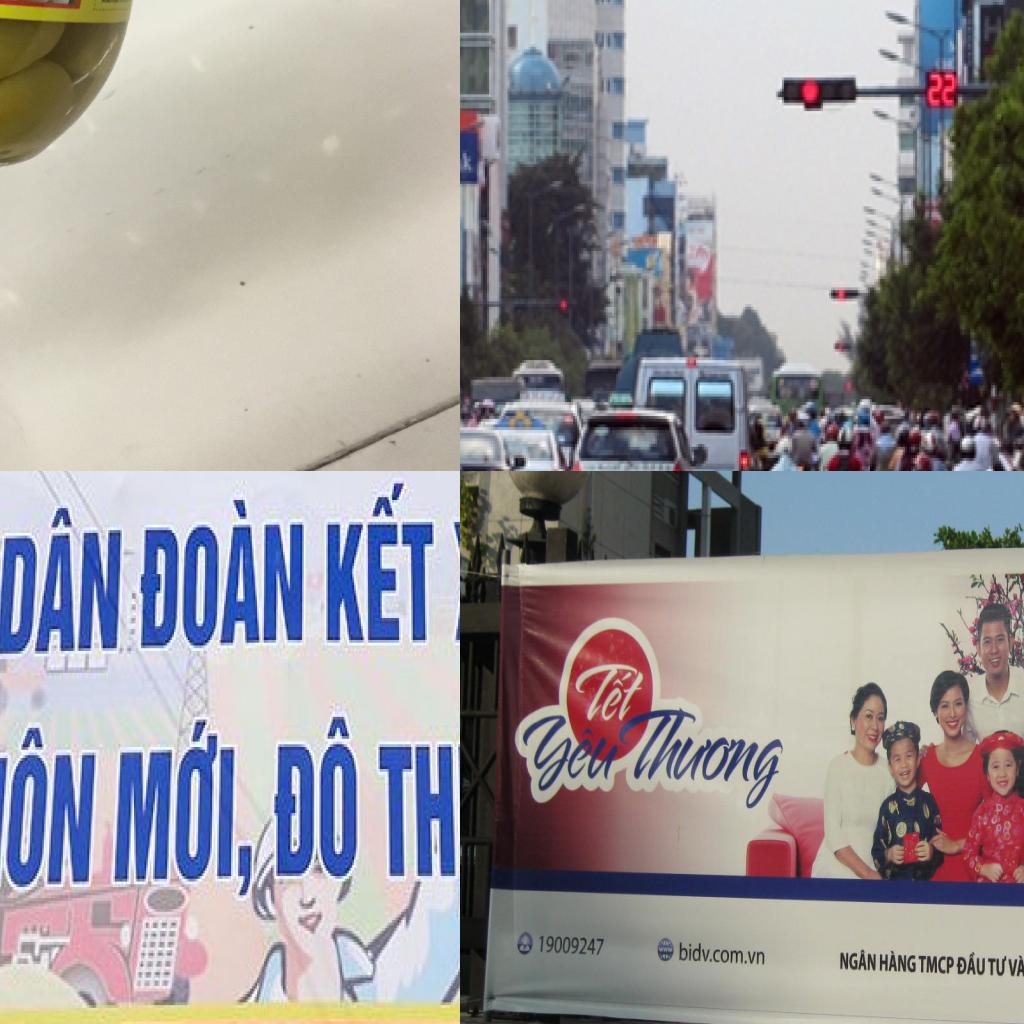 22
DÂN ĐOÀN KẾT
ÔN MỚI, ĐÔ TH
Tết
Yêu Thương
19009247
bidv.com.vn
NGÂN HÀNG TMCP ĐẦU TƯ VÀ